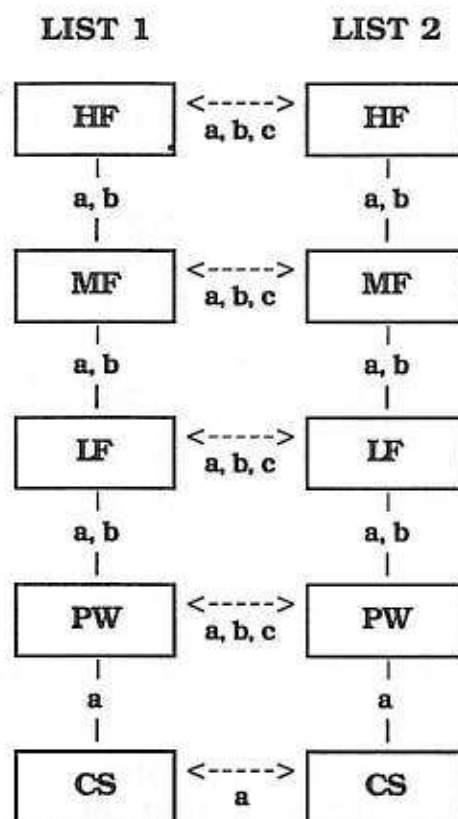 LIST 1 LIST 2
HF <-----> HF
a, b, c
a, b a, b
MF <-----> MF
a, b, c
a, b a, b
LF <-----> LF
a, b, c
a, b a, b
PW <-----> PW
a, b, c
a a
CS <-----> CS
a